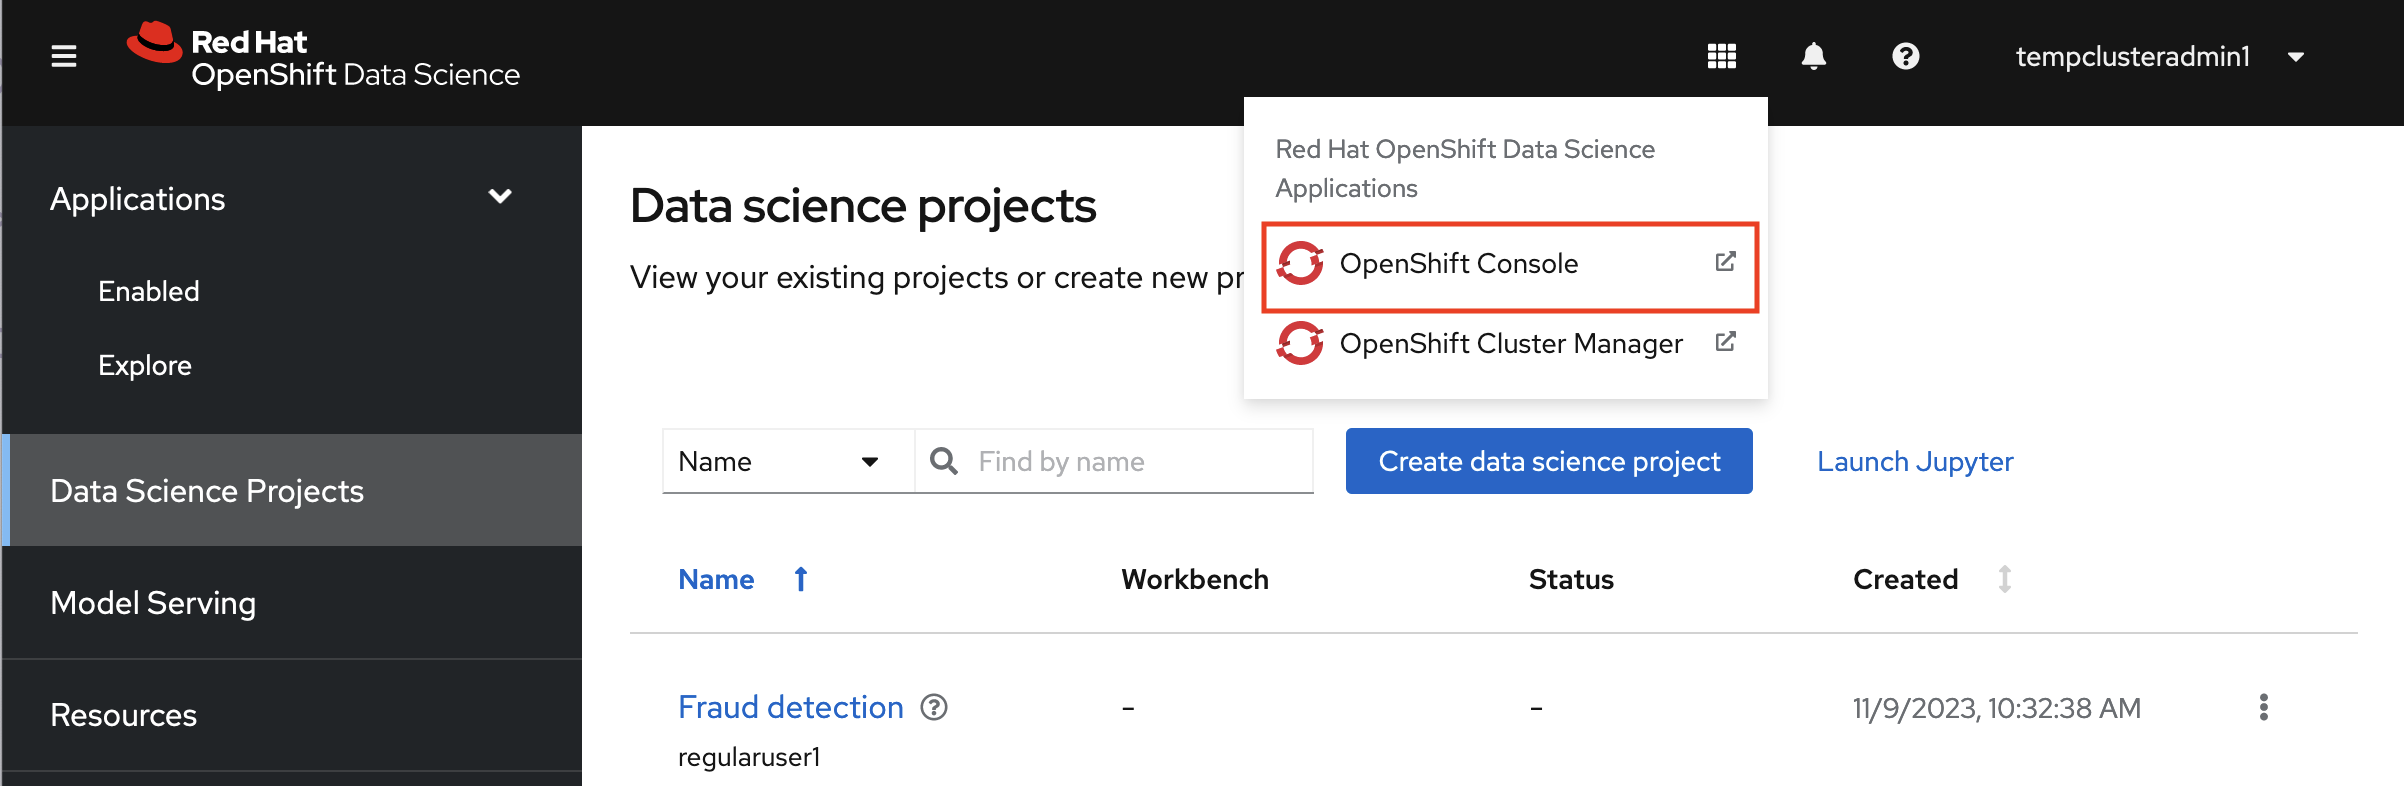 Red Hat
OpenShift Data Science
tempclusteradmin1
Applications
Enabled
Explore
Data Science Projects
Model Serving
Resources
Red Hat OpenShift Data Science
Applications
OpenShift Console
OpenShift Cluster Manager
Data science projects
View your existing projects or create new pr
Name
Find by name
Create data science project
Launch Jupyter
Name Workbench Status Created
Fraud detection - - 11/9/2023, 10:32:38 AM
regularuser1